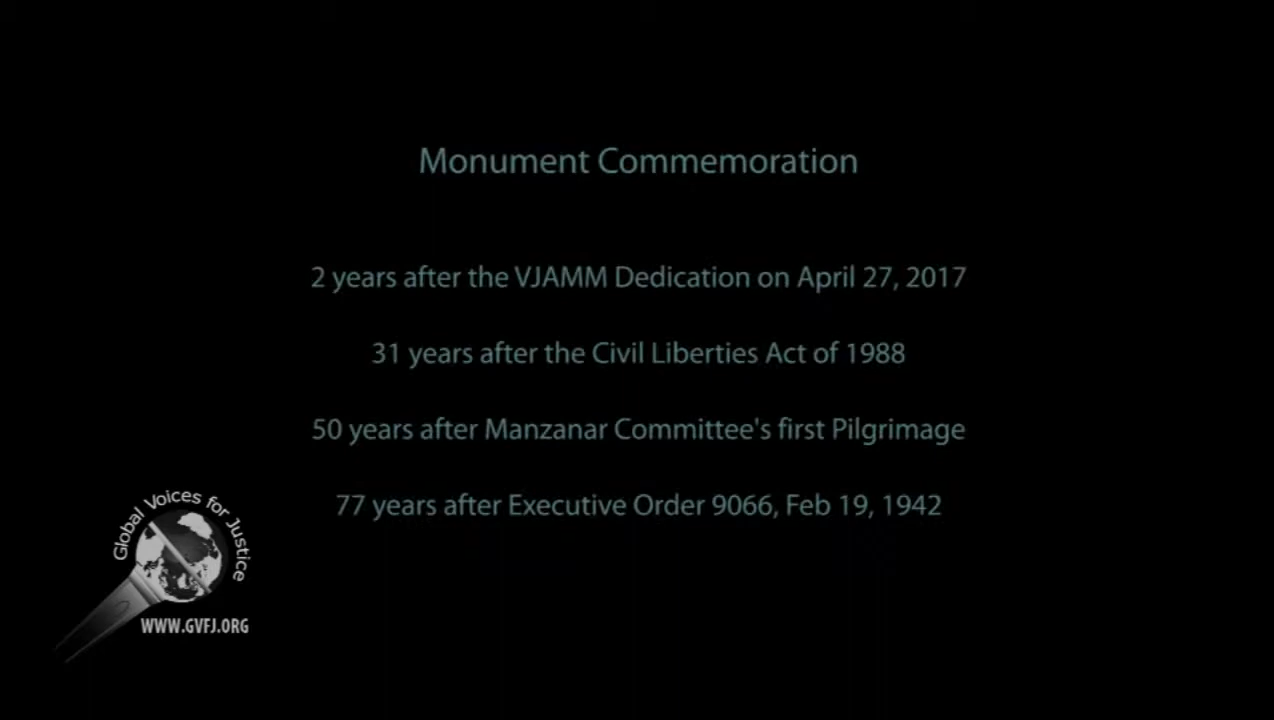 Monument Commemoration
2 years after the VJAMM Dedication on April 27, 2017
31 years after the Civil Liberties Act of 1988
50 years after Manzanar Committee's first Pilgrimage
77 years after Executive Order 9066, Feb 19, 1942
Global Voices for Justice
WWW.GVFJ.ORG